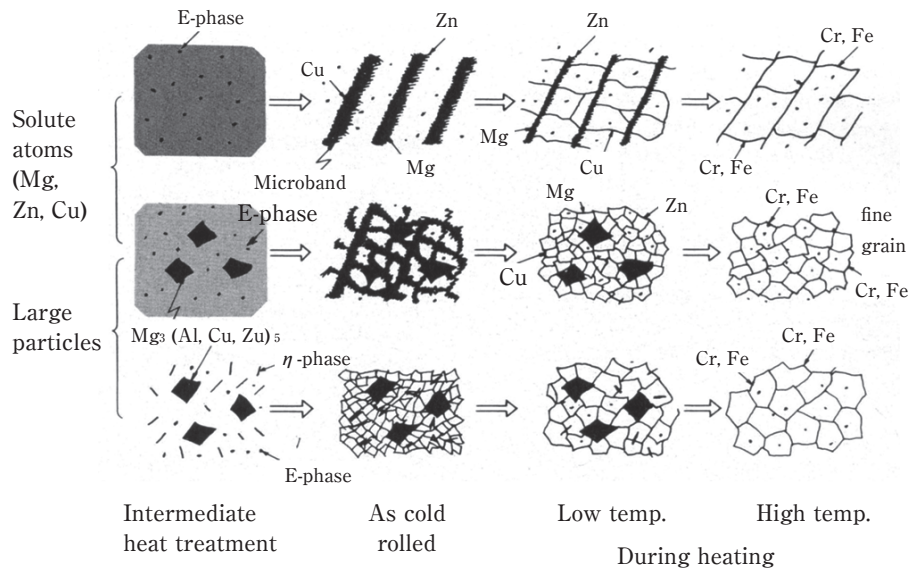 E-phase
Zn
Zn
Cr, Fe
Cu
Solute
atoms
(Mg,
Zn, Cu)
Mg
Microband
Mg
Cu
Cr, Fe
E-phase
Mg
Zn
Cr, Fe
fine
grain
Cu
Cr, Fe
Large
particles
Mg₃ (Al, Cu, Zu)₅
η-phase
Cr, Fe
Cr, Fe
E-phase
Intermediate
heat treatment
As cold
rolled
Low temp.
High temp.
During heating